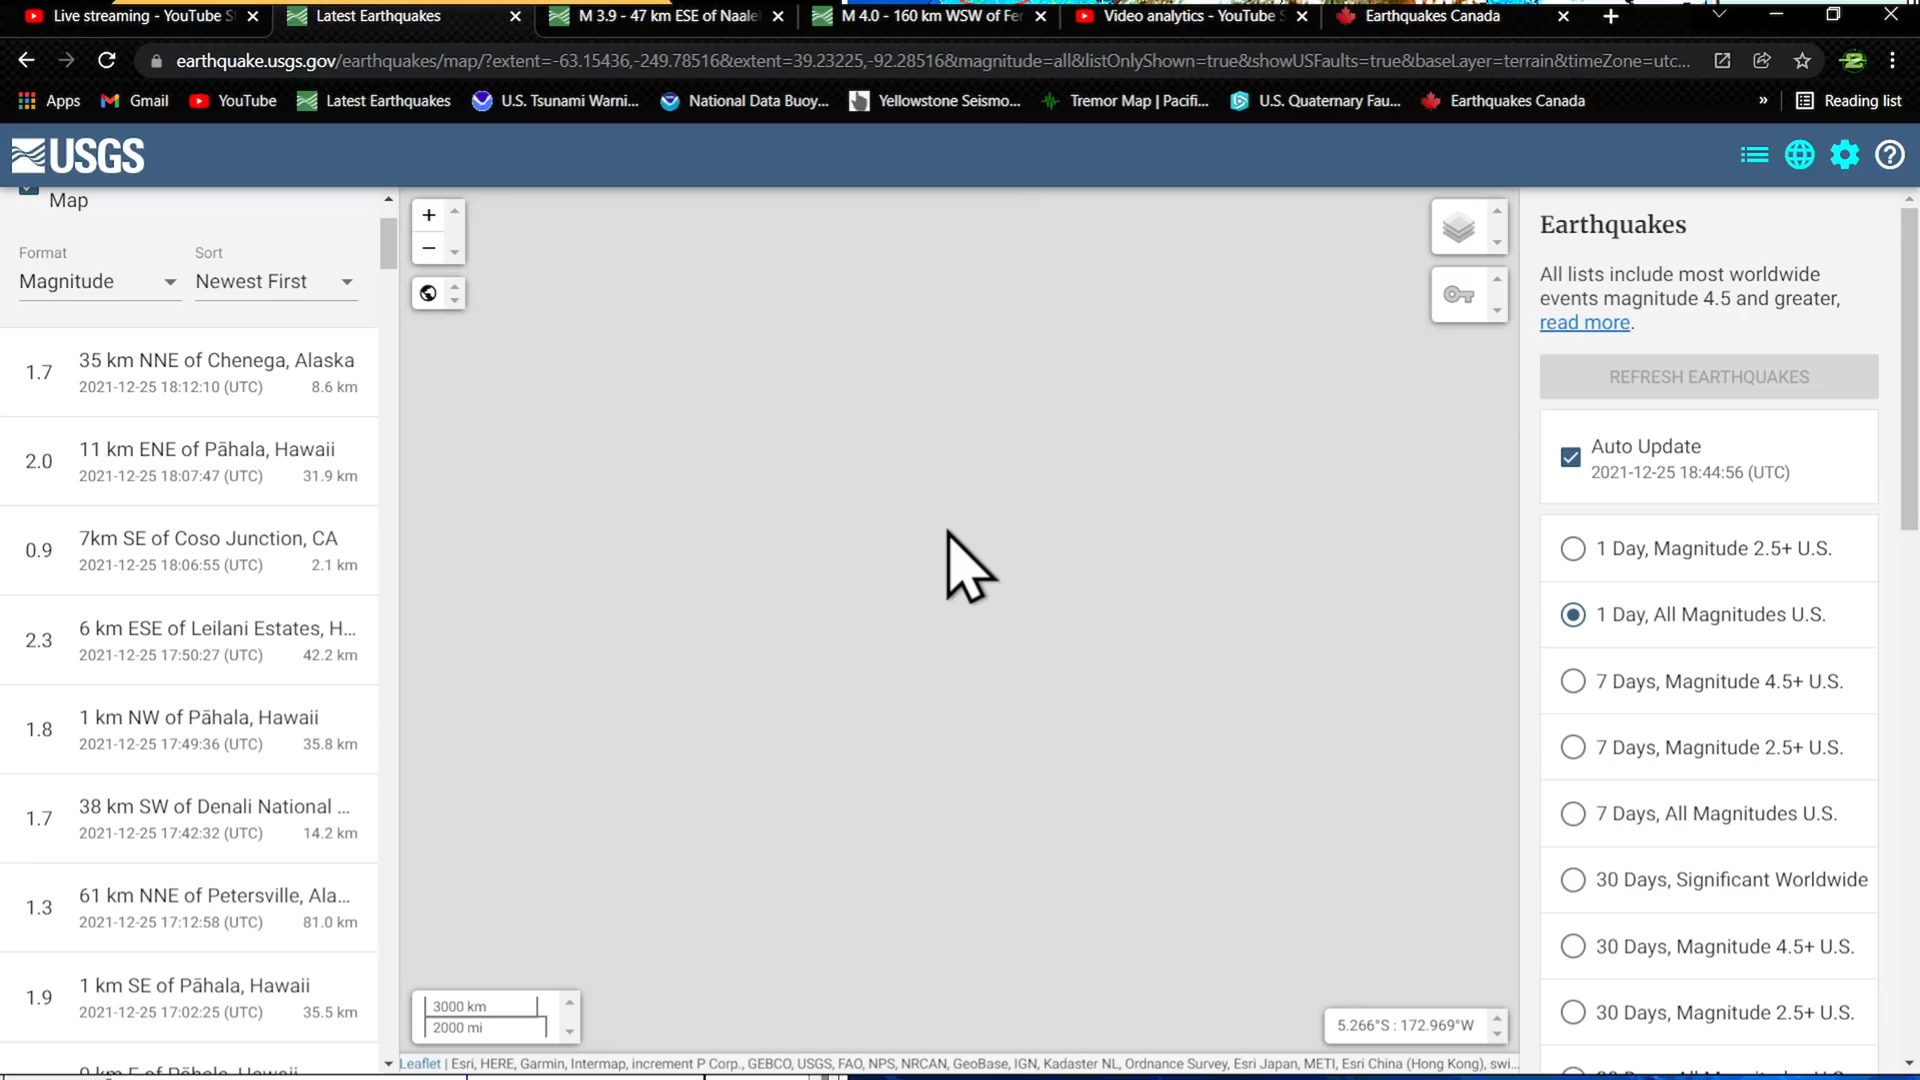 Live streaming - YouTube S
Latest Earthquakes
M 3.9 - 47 km ESE of Naale
M 4.0 - 160 km WSW of Fer
Video analytics - YouTube S
Earthquakes Canada
earthquake.usgs.gov/earthquakes/map/?extent=-63.15436,-249.78516&extent=39.23225,-92.28516&magnitude=all&listOnlyShown=true&showUSFaults=true&baseLayer=terrain&timeZone=utc...
Apps
Gmail
YouTube
Latest Earthquakes
U.S. Tsunami Warni...
National Data Buoy...
Yellowstone Seismo...
Tremor Map | Pacifi...
U.S. Quaternary Fau...
Earthquakes Canada
»
Reading list
USGS
Map
Format
Magnitude
Sort
Newest First
1.7
35 km NNE of Chenega, Alaska
2021-12-25 18:12:10 (UTC) 8.6 km
2.0
11 km ENE of Pāhala, Hawaii
2021-12-25 18:07:47 (UTC) 31.9 km
0.9
7km SE of Coso Junction, CA
2021-12-25 18:06:55 (UTC) 2.1 km
2.3
6 km ESE of Leilani Estates, H...
2021-12-25 17:50:27 (UTC) 42.2 km
1.8
1 km NW of Pāhala, Hawaii
2021-12-25 17:49:36 (UTC) 35.8 km
1.7
38 km SW of Denali National ...
2021-12-25 17:42:32 (UTC) 14.2 km
1.3
61 km NNE of Petersville, Ala...
2021-12-25 17:12:58 (UTC) 81.0 km
1.9
1 km SE of Pāhala, Hawaii
2021-12-25 17:02:25 (UTC) 35.5 km
+
−
3000 km
2000 mi
5.266°S : 172.969°W
Leaflet | Esri, HERE, Garmin, Intermap, increment P Corp., GEBCO, USGS, FAO, NPS, NRCAN, GeoBase, IGN, Kadaster NL, Ordnance Survey, Esri Japan, METI, Esri China (Hong Kong), swi...
Earthquakes
All lists include most worldwide
events magnitude 4.5 and greater,
read more.
REFRESH EARTHQUAKES
Auto Update
2021-12-25 18:44:56 (UTC)
1 Day, Magnitude 2.5+ U.S.
1 Day, All Magnitudes U.S.
7 Days, Magnitude 4.5+ U.S.
7 Days, Magnitude 2.5+ U.S.
7 Days, All Magnitudes U.S.
30 Days, Significant Worldwide
30 Days, Magnitude 4.5+ U.S.
30 Days, Magnitude 2.5+ U.S.